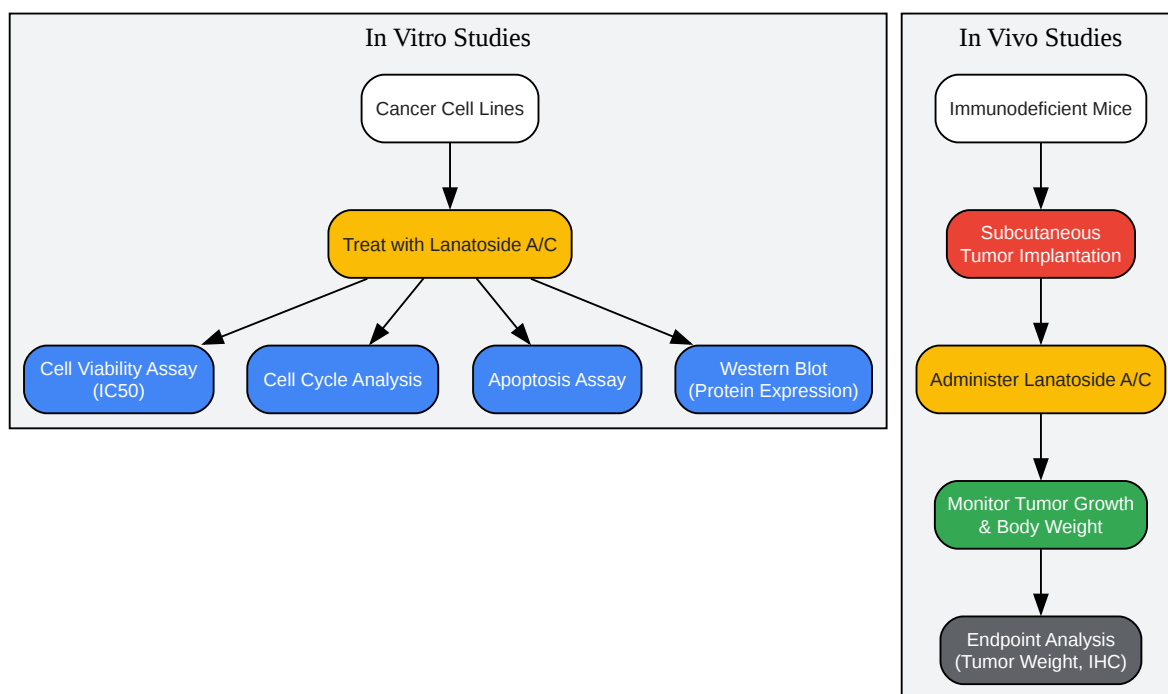 In Vitro Studies
Cancer Cell Lines
Treat with Lanatoside A/C
Cell Viability Assay
(IC50)
Cell Cycle Analysis
Apoptosis Assay
Western Blot
(Protein Expression)
In Vivo Studies
Immunodeficient Mice
Subcutaneous
Tumor Implantation
Administer Lanatoside A/C
Monitor Tumor Growth
& Body Weight
Endpoint Analysis
(Tumor Weight, IHC)